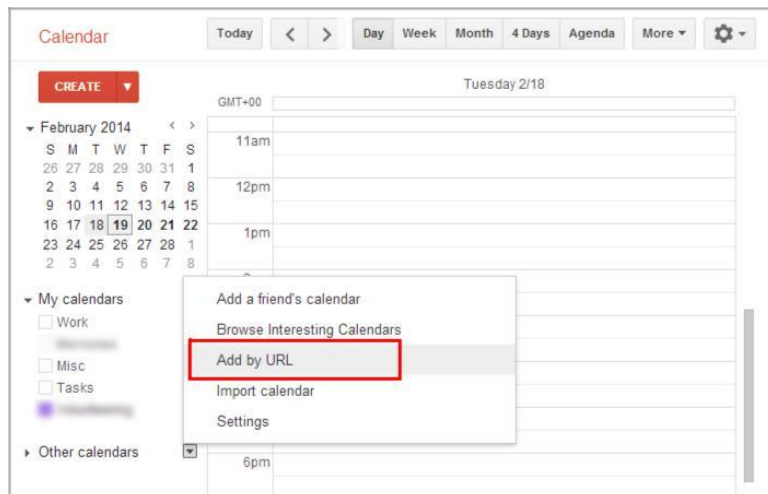 Calendar
Today
Day Week Month 4 Days Agenda
More
CREATE
Tuesday 2/18
GMT+00
February 2014
S M T W T F S
26 27 28 29 30 31 1
2 3 4 5 6 7 8
9 10 11 12 13 14 15
16 17 18 19 20 21 22
23 24 25 26 27 28 1
2 3 4 5 6 7 8
11am
12pm
1pm
My calendars
Work
Misc
Tasks
Other calendars
Add a friend's calendar
Browse Interesting Calendars
Add by URL
Import calendar
Settings
6pm